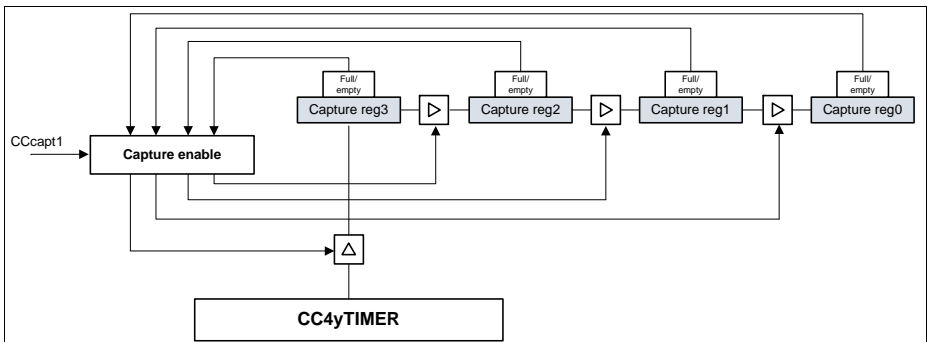 Full/
empty
Full/
empty
Full/
empty
Full/
empty
Capture reg3
Capture reg2
Capture reg1
Capture reg0
CCcapt1
Capture enable
CC4yTIMER